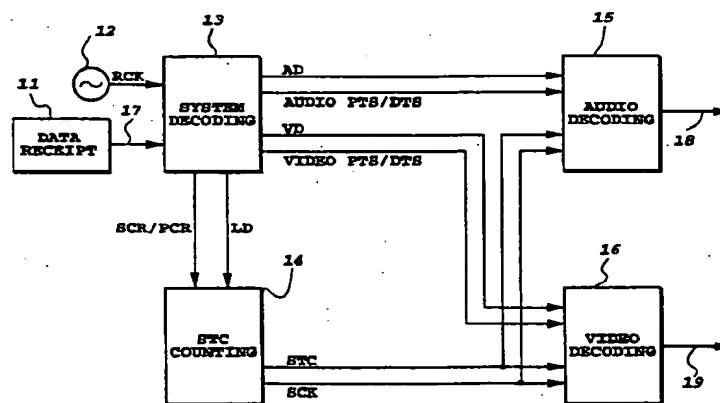 12
RCK
11
DATA
RECEIPT
17
13
SYSTEM
DECODING
AD
AUDIO PTS/DTS
VD
VIDEO PTS/DTS
15
AUDIO
DECODING
18
SCR/PCR
LD
14
STC
COUNTING
STC
SCK
16
VIDEO
DECODING
19